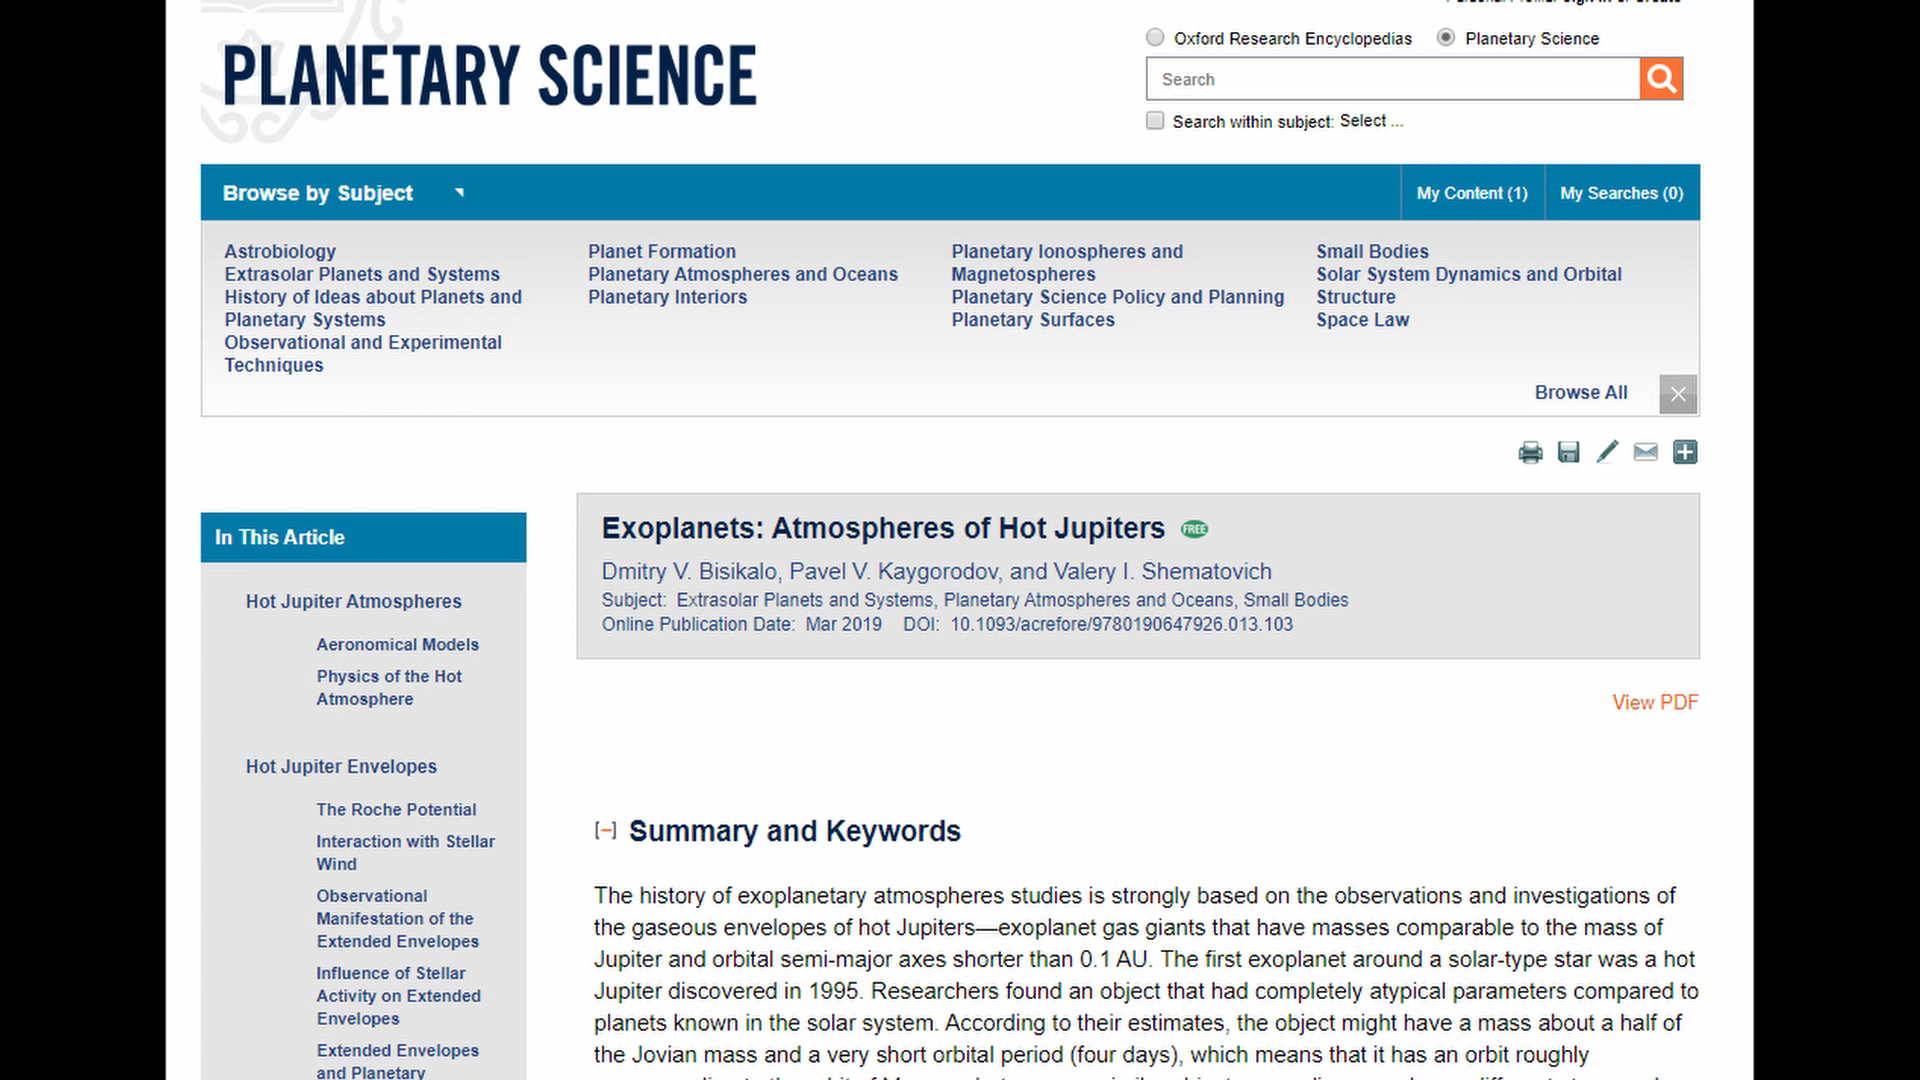 Oxford Research Encyclopedias
Planetary Science
PLANETARY SCIENCE
Search
Search within subject: Select ...
Browse by Subject
My Content (1)
My Searches (0)
Astrobiology
Extrasolar Planets and Systems
History of Ideas about Planets and
Planetary Systems
Observational and Experimental
Techniques
Planet Formation
Planetary Atmospheres and Oceans
Planetary Interiors
Planetary Ionospheres and
Magnetospheres
Planetary Science Policy and Planning
Planetary Surfaces
Small Bodies
Solar System Dynamics and Orbital
Structure
Space Law
Browse All
In This Article
Hot Jupiter Atmospheres
Aeronomical Models
Physics of the Hot
Atmosphere
Hot Jupiter Envelopes
The Roche Potential
Interaction with Stellar
Wind
Observational
Manifestation of the
Extended Envelopes
Influence of Stellar
Activity on Extended
Envelopes
Extended Envelopes
and Planetary
Exoplanets: Atmospheres of Hot Jupiters FREE
Dmitry V. Bisikalo, Pavel V. Kaygorodov, and Valery I. Shematovich
Subject: Extrasolar Planets and Systems, Planetary Atmospheres and Oceans, Small Bodies
Online Publication Date: Mar 2019 DOI: 10.1093/acrefore/9780190647926.013.103
View PDF
[–] Summary and Keywords
The history of exoplanetary atmospheres studies is strongly based on the observations and investigations of
the gaseous envelopes of hot Jupiters—exoplanet gas giants that have masses comparable to the mass of
Jupiter and orbital semi-major axes shorter than 0.1 AU. The first exoplanet around a solar-type star was a hot
Jupiter discovered in 1995. Researchers found an object that had completely atypical parameters compared to
planets known in the solar system. According to their estimates, the object might have a mass about a half of
the Jovian mass and a very short orbital period (four days), which means that it has an orbit roughly